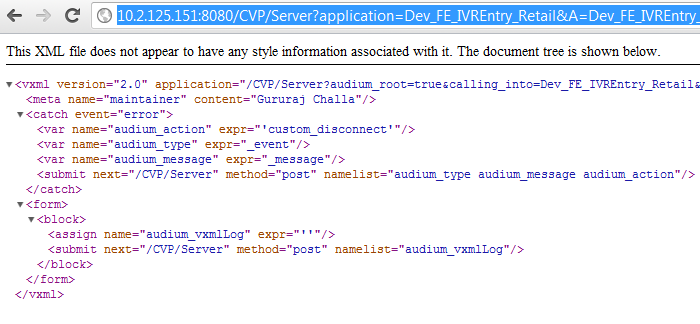 10.2.125.151:8080/CVP/Server?application=Dev_FE_IVREntry_Retail&A=Dev_FE_IVREntry_
This XML file does not appear to have any style information associated with it. The document tree is shown below.
▼<vxml version="2.0" application="/CVP/Server?audium_root=true&calling_into=Dev_FE_IVREntry_Retail&
<meta name="maintainer" content="Gururaj Challa"/>
▼<catch event="error">
<var name="audium_action" expr="'custom_disconnect'"/>
<var name="audium_type" expr="_event"/>
<var name="audium_message" expr="_message"/>
<submit next="/CVP/Server" method="post" namelist="audium_type audium_message audium_action"/>
</catch>
▼<form>
▼<block>
<assign name="audium_vxmlLog" expr="''"/>
<submit next="/CVP/Server" method="post" namelist="audium_vxmlLog"/>
</block>
</form>
</vxml>